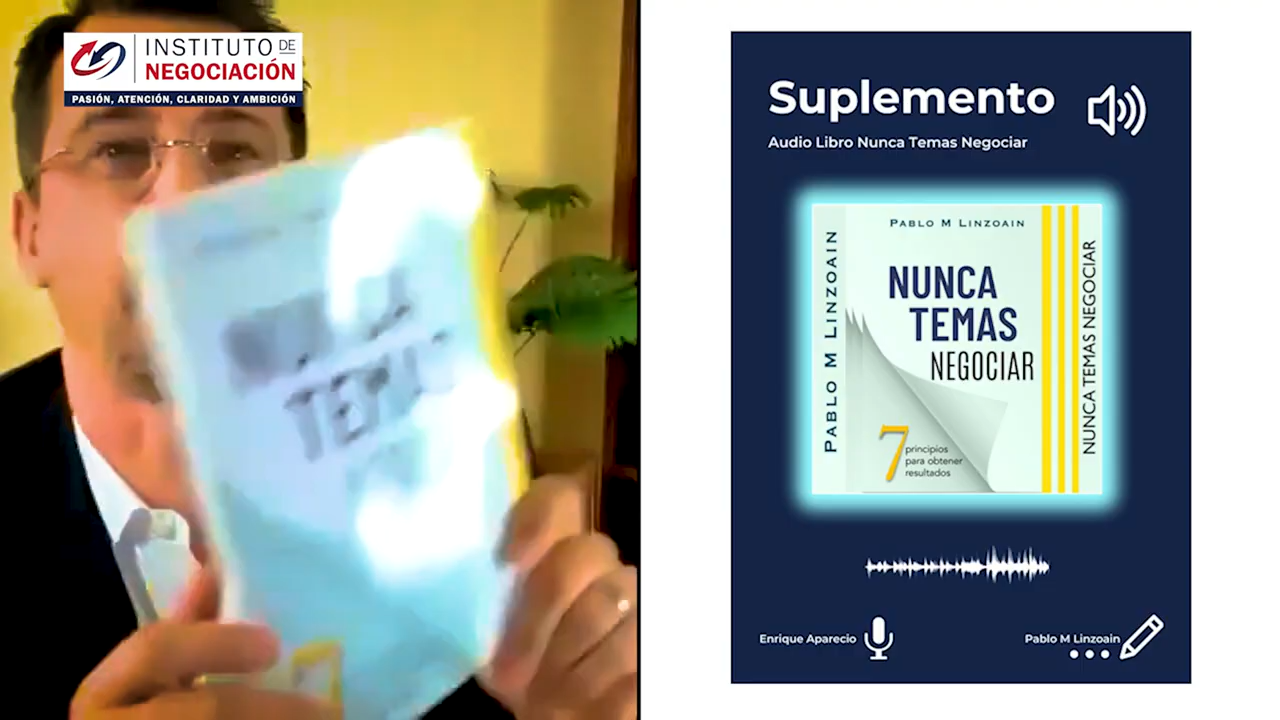 INSTITUTO DE
NEGOCIACIÓN
PASIÓN, ATENCIÓN, CLARIDAD Y AMBICIÓN
TEMAS
Suplemento
Audio Libro Nunca Temas Negociar
PABLO M LINZOAIN
PABLO M LINZOAIN
NUNCA
TEMAS
NEGOCIAR
7
principios
para obtener
resultados
NUNCA TEMAS NEGOCIAR
Enrique Aparecio
Pablo M Linzoain